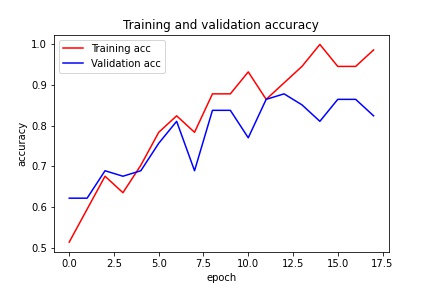 Training and validation accuracy
1.0
Training acc
Validation acc
0.9
0.8
accuracy
0.7
0.6
0.5
0.0 2.5 5.0 7.5 10.0 12.5 15.0 17.5
epoch